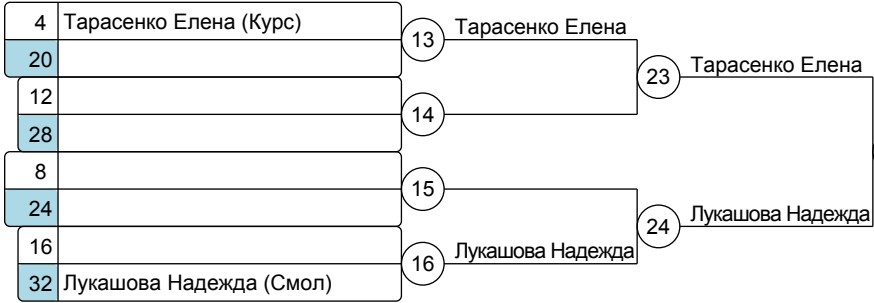 4 Тарасенко Елена (Курс)
13 Тарасенко Елена
20
23 Тарасенко Елена
12
14
28
8
15
24
24 Лукашова Надежда
16
16 Лукашова Надежда
32 Лукашова Надежда (Смол)